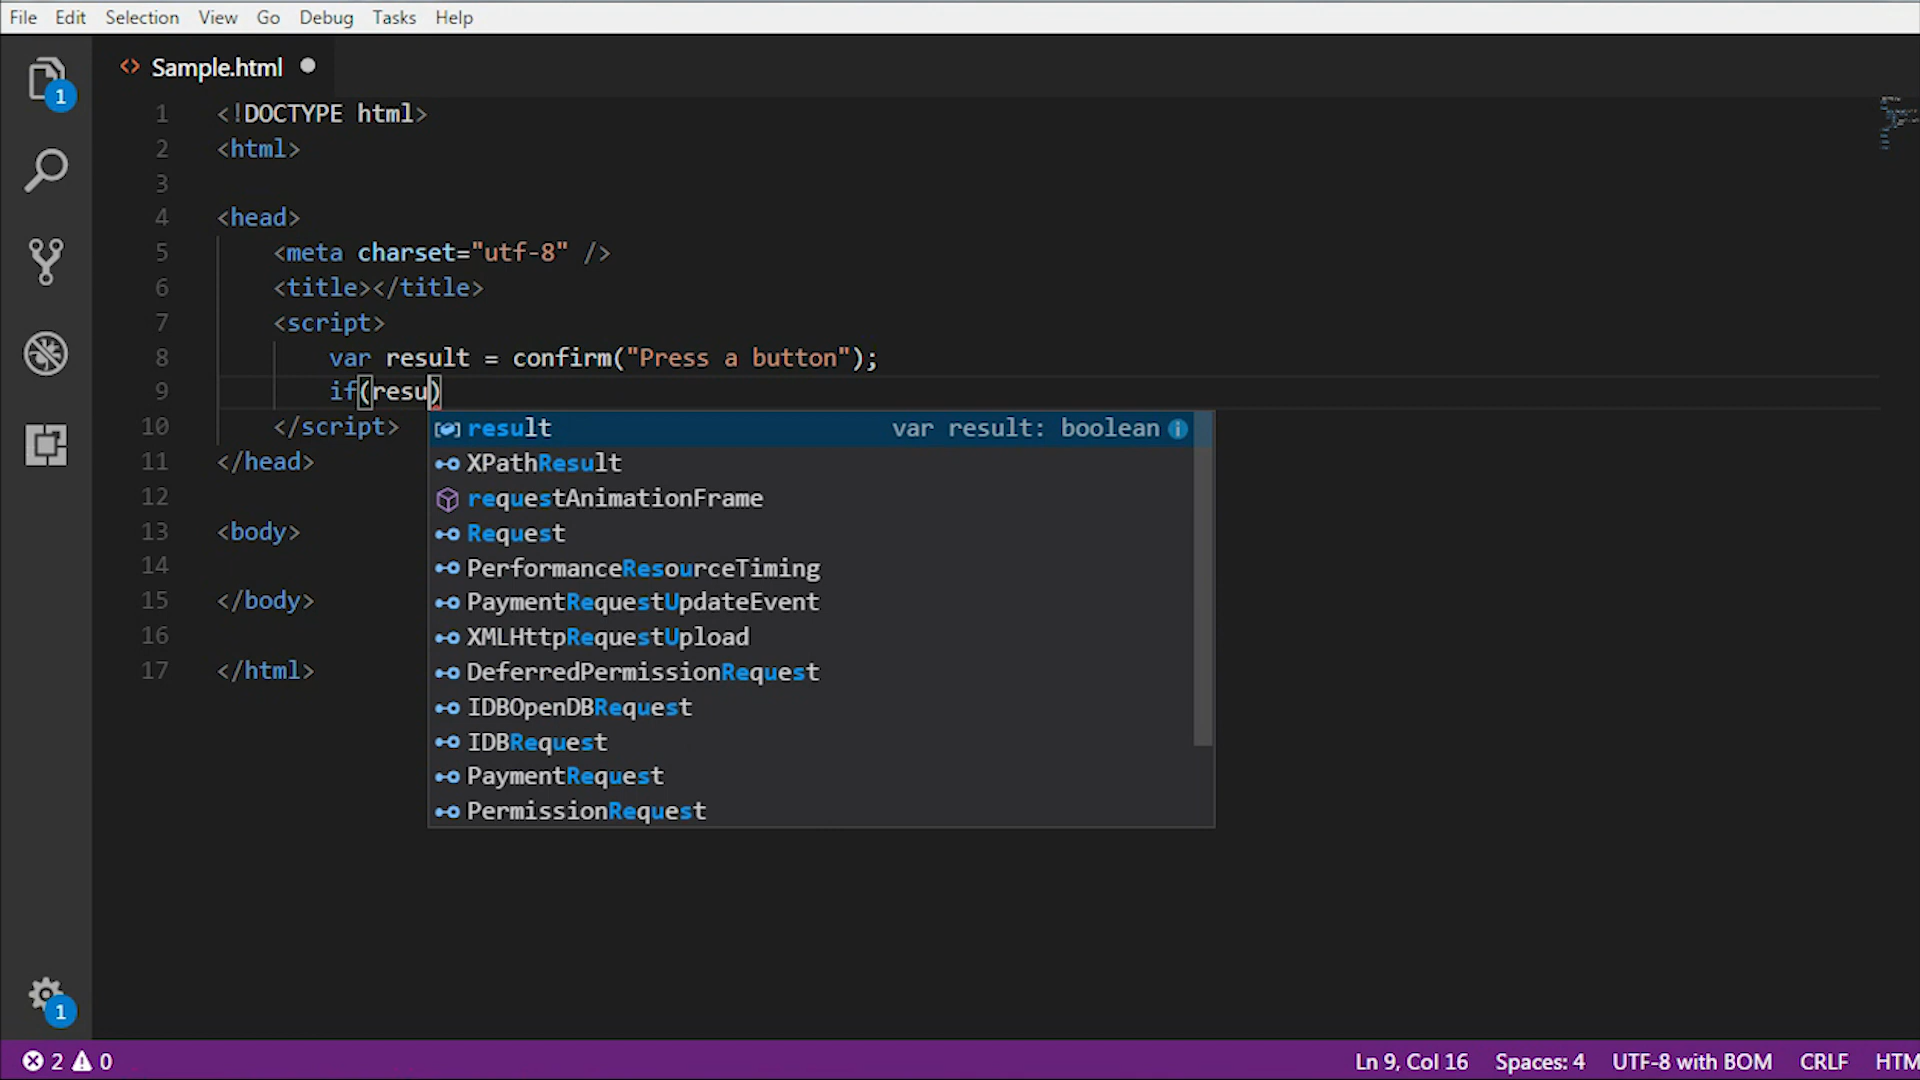 File Edit Selection View Go Debug Tasks Help
Sample.html
1
1 <!DOCTYPE html>
2 <html>
3
4 <head>
5 <meta charset="utf-8" />
6 <title></title>
7 <script>
8 var result = confirm("Press a button");
9 if(resu)
10 </script>
11 </head>
12
13 <body>
14
15 </body>
16
17 </html>
result var result: boolean
XPathResult
requestAnimationFrame
Request
PerformanceResourceTiming
PaymentRequestUpdateEvent
XMLHttpRequestUpload
DeferredPermissionRequest
IDBOpenDBRequest
IDBRequest
PaymentRequest
PermissionRequest
1
2 0 Ln 9, Col 16 Spaces: 4 UTF-8 with BOM CRLF HTM